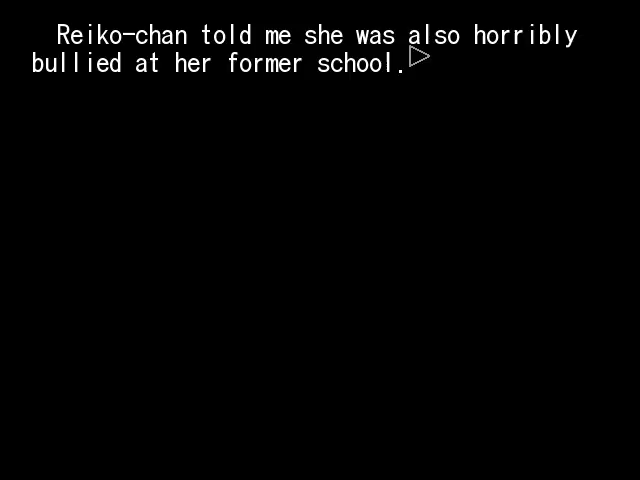 Reiko-chan told me she was also horribly
bullied at her former school.